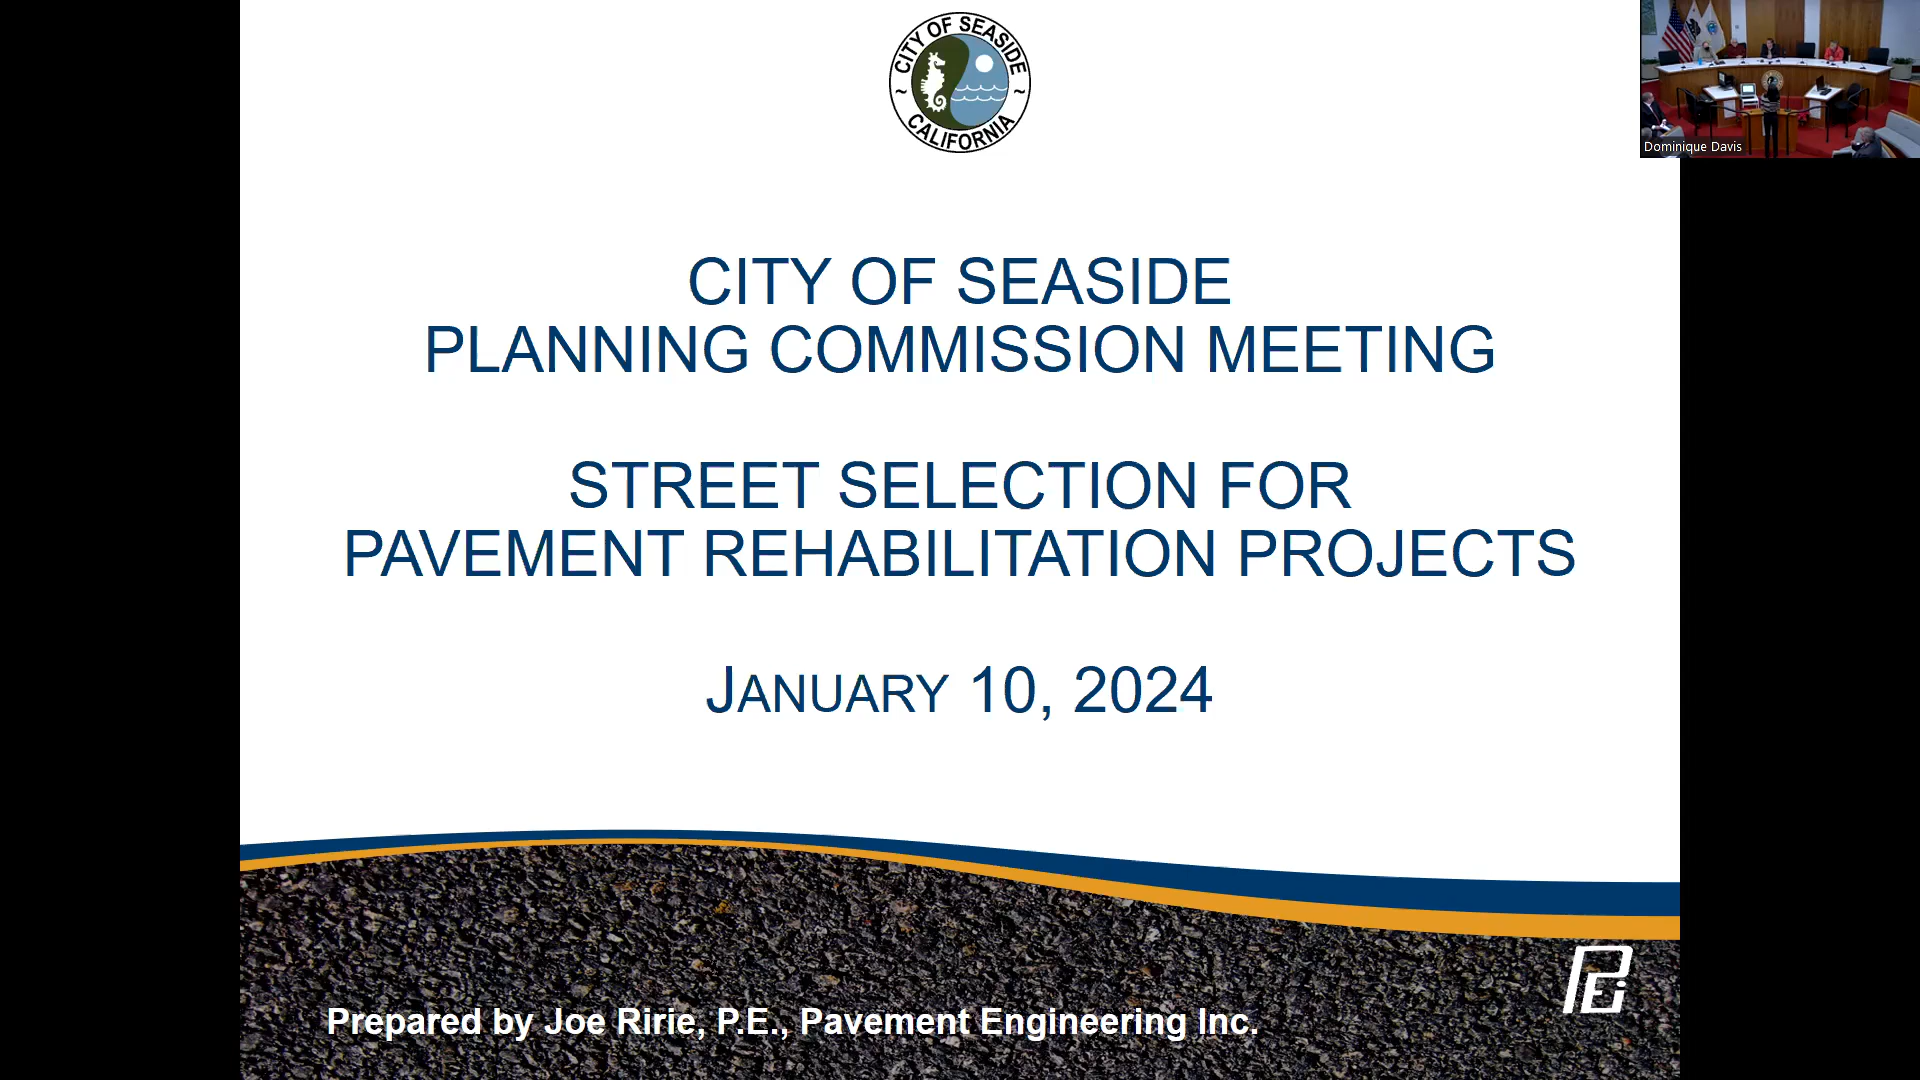 CITY OF SEASIDE
CALIFORNIA
Dominique Davis
CITY OF SEASIDE
PLANNING COMMISSION MEETING
STREET SELECTION FOR
PAVEMENT REHABILITATION PROJECTS
JANUARY 10, 2024
PEi
Prepared by Joe Ririe, P.E., Pavement Engineering Inc.